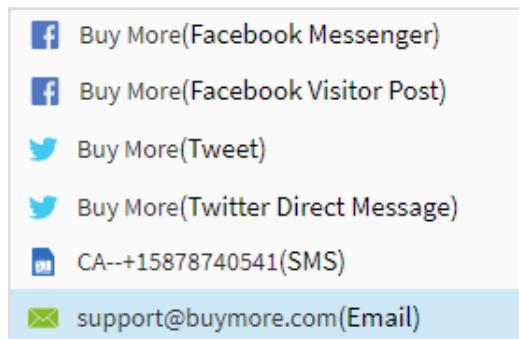 Buy More(Facebook Messenger)
Buy More(Facebook Visitor Post)
Buy More(Tweet)
Buy More(Twitter Direct Message)
CA--+15878740541(SMS)
support@buymore.com(Email)